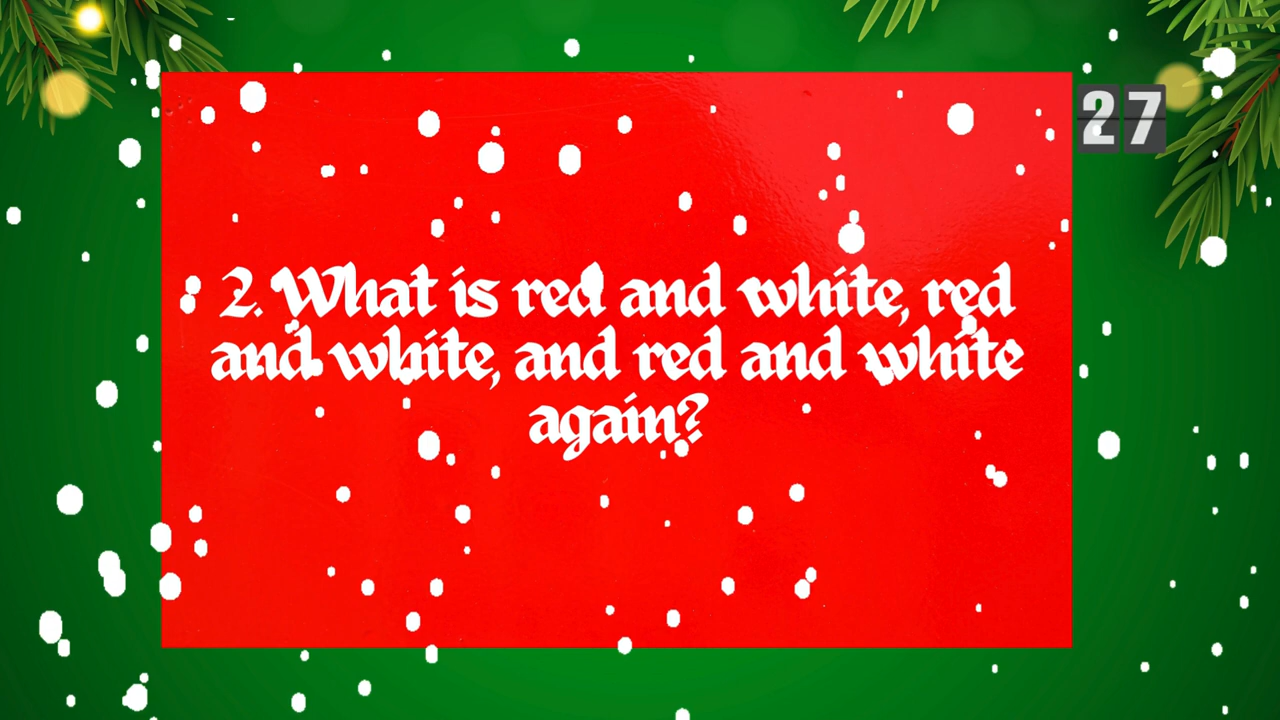 27
2. What is red and white, red
and white, and red and white
again?